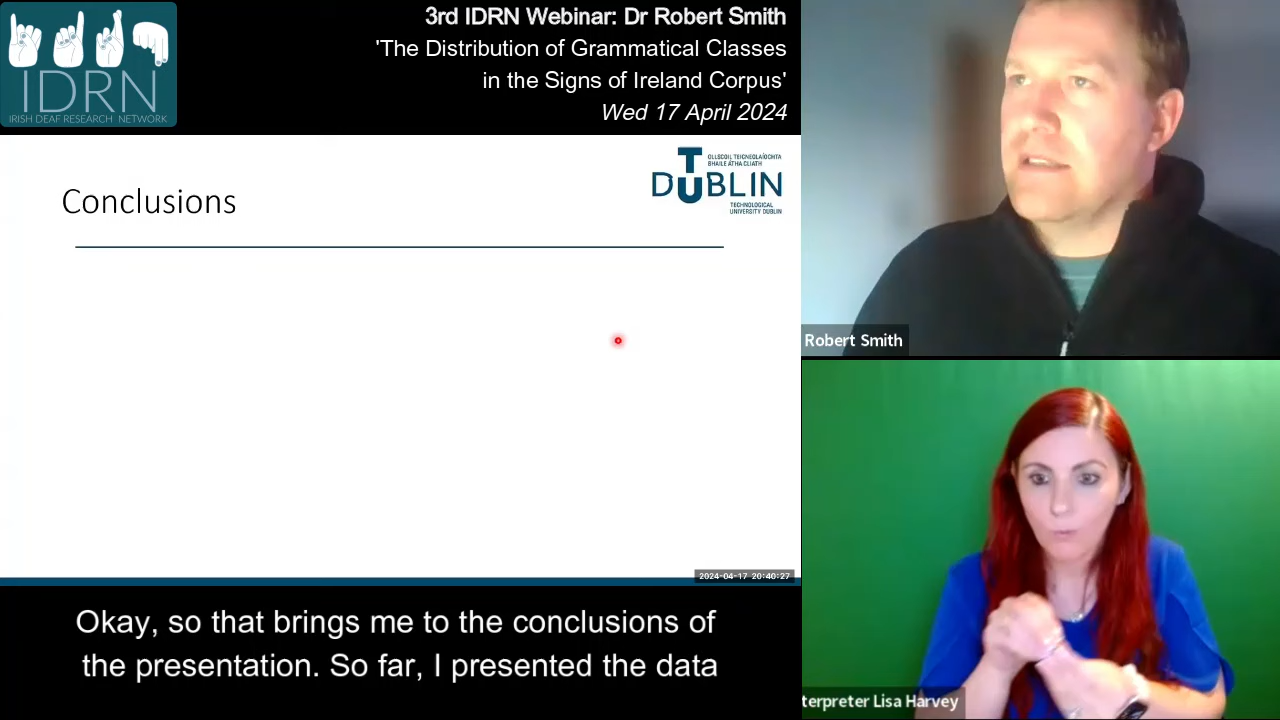 3rd IDRN Webinar: Dr Robert Smith
'The Distribution of Grammatical Classes
in the Signs of Ireland Corpus'
Wed 17 April 2024
IDRN
IRISH DEAF RESEARCH NETWORK
Conclusions
OLLSCOIL TEICNEOLAÍOCHTA
BHAILE ÁTHA CLIATH
TU DUBLIN
TECHNOLOGICAL
UNIVERSITY DUBLIN
2024-04-17 20:40:27
Okay, so that brings me to the conclusions of
the presentation. So far, I presented the data
Robert Smith
terpreter Lisa Harvey